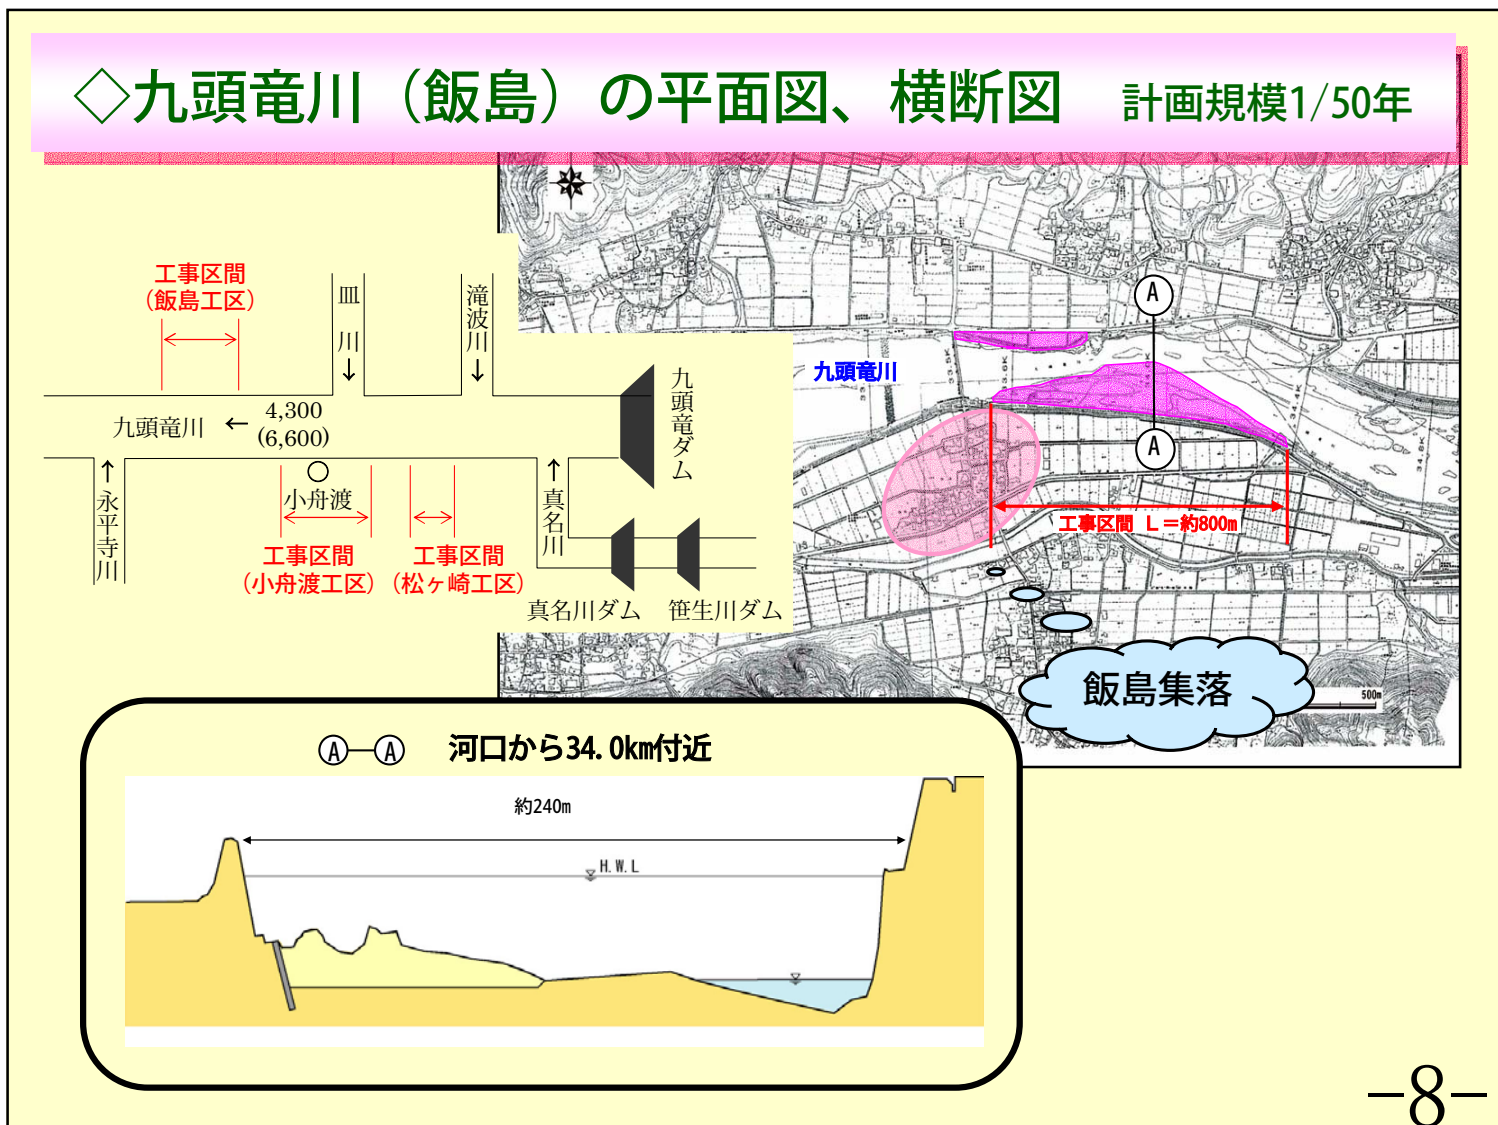 ◇九頭竜川（飯島）の平面図、横断図　計画規模1/50年
工事区間
（飯島工区）
皿川↓
滝波川↓
九頭竜川 ← 4,300
(6,600)
九頭竜ダム
↑永平寺川
小舟渡
↑真名川
工事区間
（小舟渡工区）
工事区間
（松ヶ崎工区）
真名川ダム
笹生川ダム
A
九頭竜川
A
工事区間 L＝約800m
飯島集落
500m
34.4K
34.6K
Ⓐ—Ⓐ 河口から34.0km付近
約240m
H.W.L
−8−